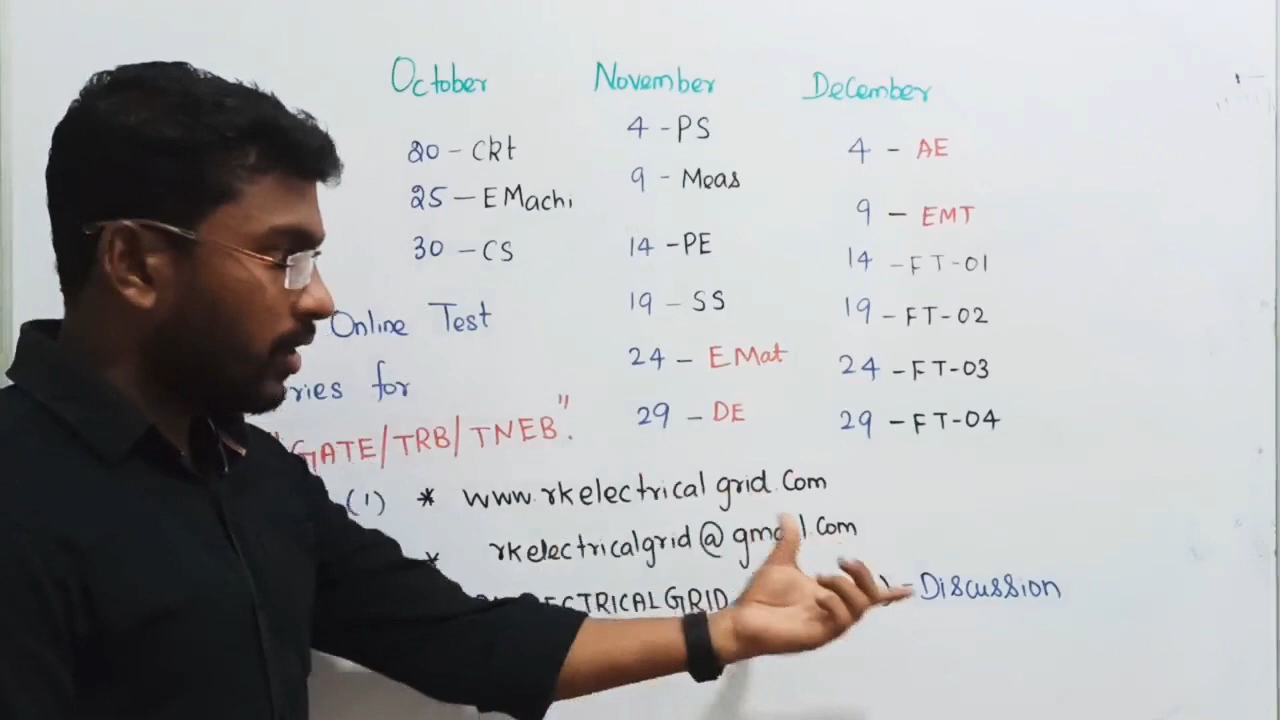 October
20 - Ckt
25 - EMachi
30 - CS
November
4 - PS
9 - Meas
14 - PE
19 - SS
24 - EMat
29 - DE
December
4 - AE
9 - EMT
14 - FT-01
19 - FT-02
24 - FT-03
29 - FT-04
Online Test
for
"GATE/TRB/TNEB".
(1) * www.rkelectricalgrid.com
*
GRID
- Discussion